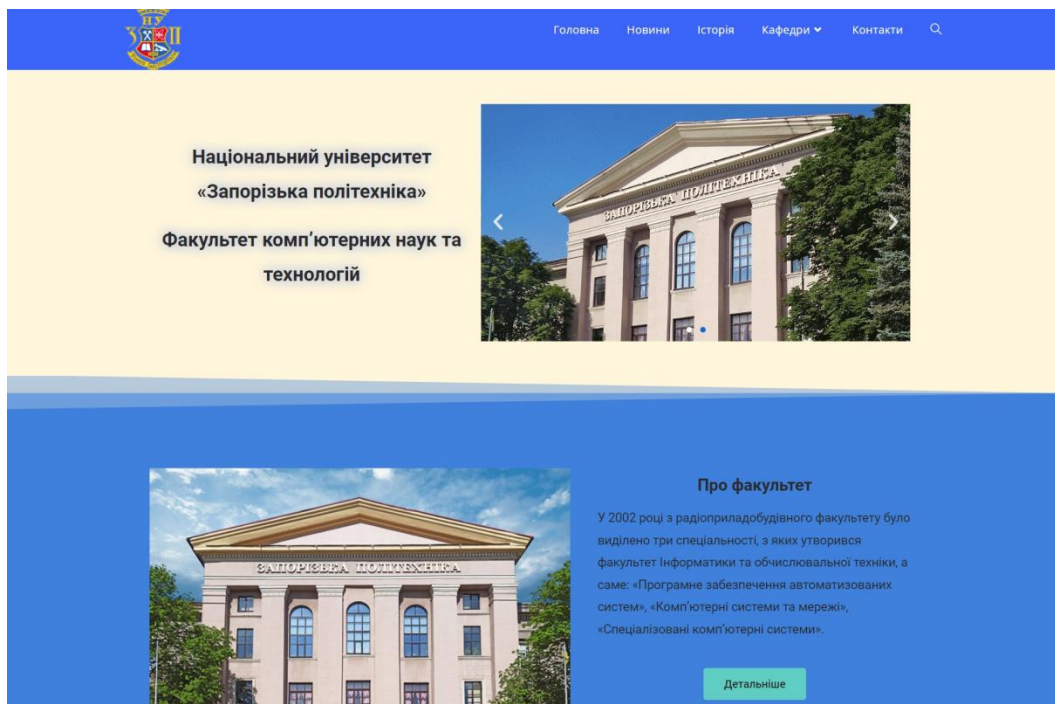 НУ
З П
Головна Новини Історія Кафедри Контакти
Національний університет
«Запорізька політехніка»
Факультет комп’ютерних наук та
технологій
ЗАПОРІЗЬКА ПОЛІТЕХНІКА
Про факультет
У 2002 році з радіоприладобудівного факультету було
виділено три спеціальності, з яких утворився
факультет Інформатики та обчислювальної техніки, а
саме: «Програмне забезпечення автоматизованих
систем», «Комп’ютерні системи та мережі»,
«Спеціалізовані комп’ютерні системи».
Детальніше
ЗАПОРІЗЬКА ПОЛІТЕХНІКА